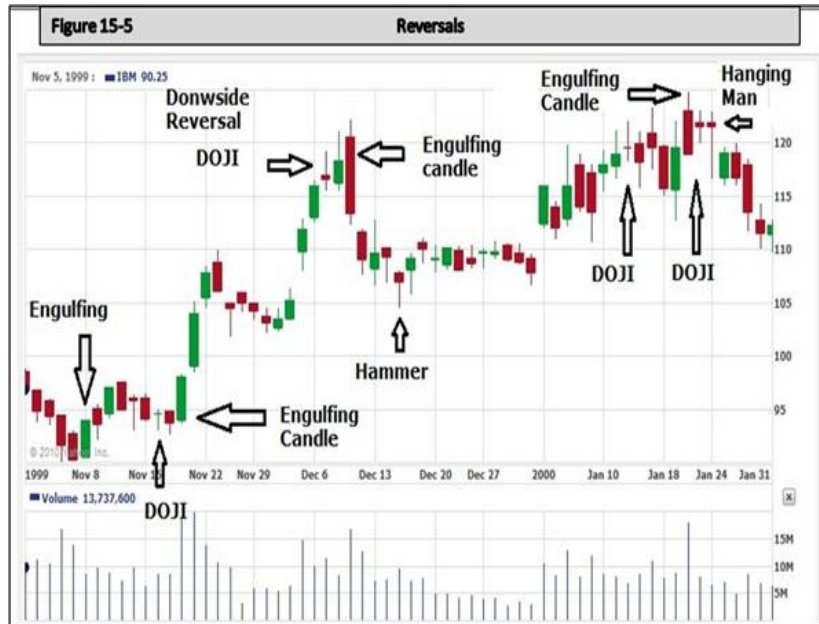 Figure 15-5 Reversals
Nov 5, 1999 : IBM 90.25
Donwside
Reversal
DOJI
Engulfing
candle
Engulfing
Candle
Hanging
Man
120
115
110
105
100
95
DOJI
DOJI
Engulfing
Hammer
Engulfing
Candle
DOJI
1999 Nov 8 Nov 15 Nov 22 Nov 29 Dec 6 Dec 13 Dec 20 Dec 27 2000 Jan 10 Jan 18 Jan 24 Jan 31
Volume 13,737,600
X
15M
10M
5M